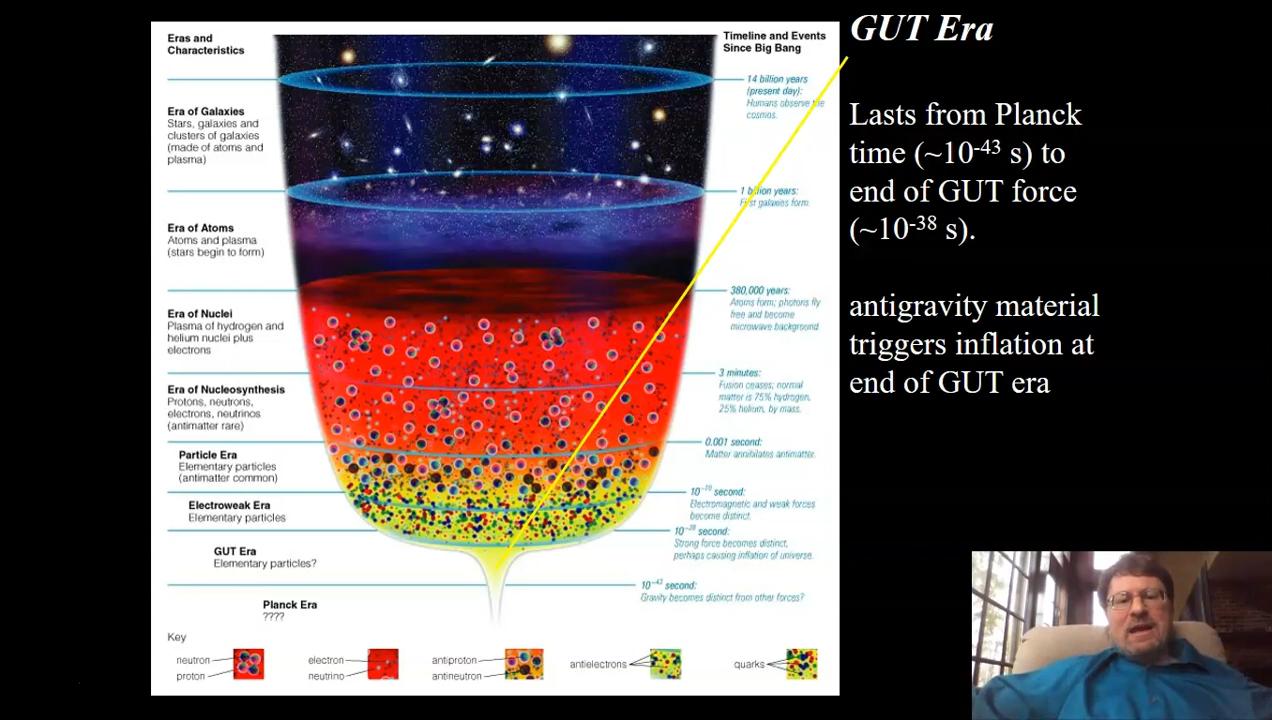 Eras and
Characteristics
Timeline and Events
Since Big Bang
GUT Era
14 billion years
(present day):
Humans observe the
cosmos.
Era of Galaxies
Stars, galaxies and
clusters of galaxies
(made of atoms and
plasma)
Lasts from Planck
time (~10⁻⁴³ s) to
end of GUT force
(~10⁻³⁸ s).
1 billion years:
First galaxies form.
Era of Atoms
Atoms and plasma
(stars begin to form)
380,000 years:
Atoms form; photons fly
free and become
microwave background
antigravity material
triggers inflation at
end of GUT era
Era of Nuclei
Plasma of hydrogen and
helium nuclei plus
electrons
3 minutes:
Fusion ceases; normal
matter is 75% hydrogen,
25% helium, by mass.
Era of Nucleosynthesis
Protons, neutrons,
electrons, neutrinos
(antimatter rare)
0.001 second:
Matter annihilates antimatter.
Particle Era
Elementary particles
(antimatter common)
10⁻¹⁰ second:
Electromagnetic and weak forces
become distinct.
Electroweak Era
Elementary particles
10⁻³⁸ second:
Strong force becomes distinct,
perhaps causing inflation of universe.
GUT Era
Elementary particles?
10⁻⁴³ second:
Gravity becomes distinct from other forces?
Planck Era
????
Key
neutron
proton
electron
neutrino
antiproton
antineutron
antielectrons
quarks